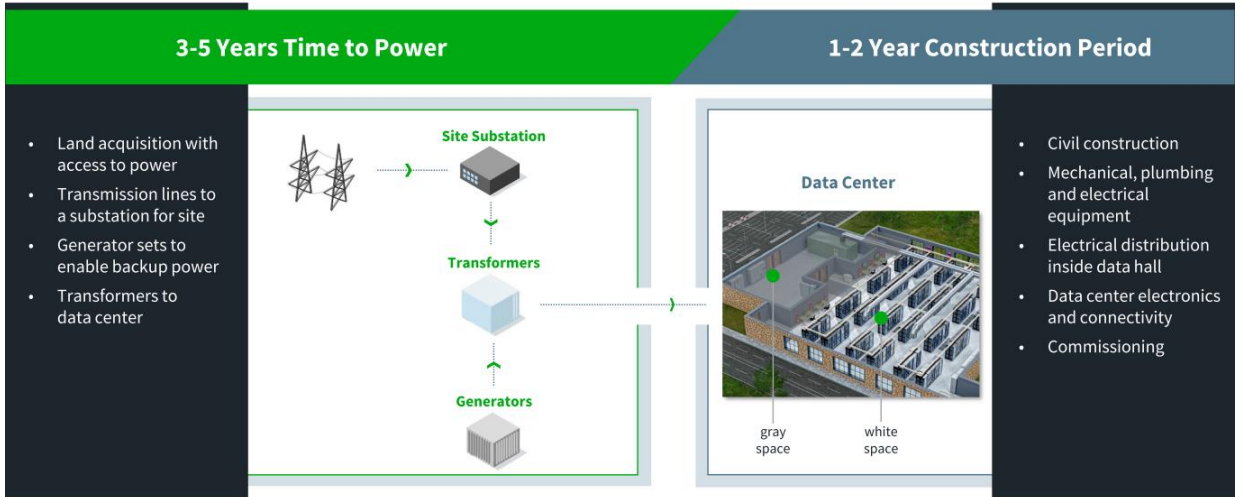 3-5 Years Time to Power
1-2 Year Construction Period
• Land acquisition with
access to power
• Transmission lines to
a substation for site
• Generator sets to
enable backup power
• Transformers to
data center
Site Substation
Transformers
Generators
Data Center
gray
space
white
space
• Civil construction
• Mechanical, plumbing
and electrical
equipment
• Electrical distribution
inside data hall
• Data center electronics
and connectivity
• Commissioning